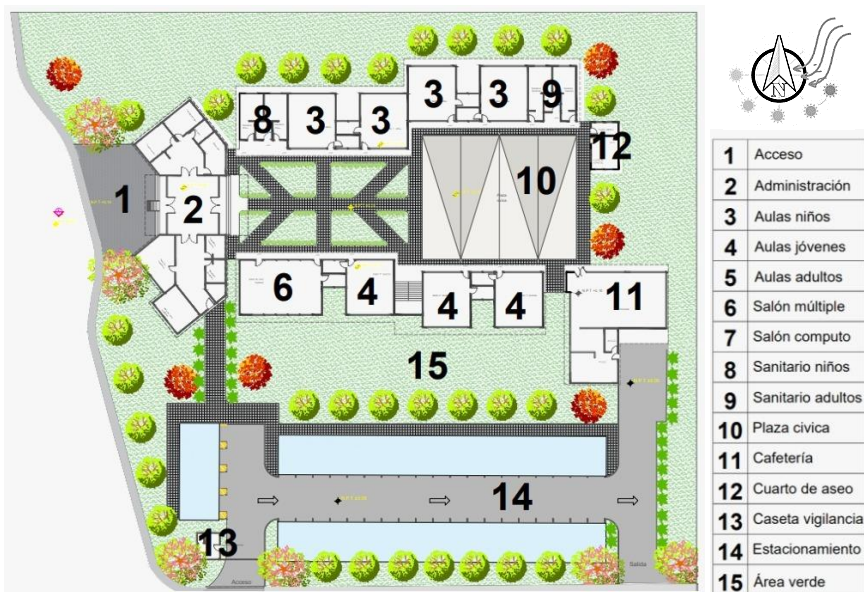 1
2
3
3
3
3
4
4
4
6
8
9
10
11
12
13
14
15
Acceso
Salida
N
1 Acceso
2 Administración
3 Aulas niños
4 Aulas jóvenes
5 Aulas adultos
6 Salón múltiple
7 Salón computo
8 Sanitario niños
9 Sanitario adultos
10 Plaza civica
11 Cafetería
12 Cuarto de aseo
13 Caseta vigilancia
14 Estacionamiento
15 Área verde